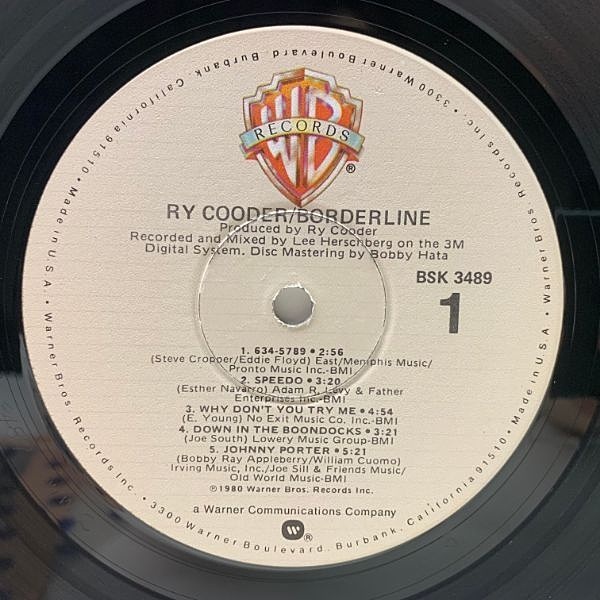 WB
RECORDS
®
RY COODER/BORDERLINE
Produced by Ry Cooder
Recorded and Mixed by Lee Herschberg on the 3M
Digital System. Disc Mastering by Bobby Hata
BSK 3489
1
1. 634-5789 • 2:56
(Steve Cropper/Eddie Floyd) East/Memphis Music/
Pronto Music Inc.-BMI
2. SPEEDO • 3:20
(Esther Navarro) Adam R. Levy & Father
Enterprises Inc.-BMI
3. WHY DON'T YOU TRY ME • 4:54
(E. Young) No Exit Music Co. Inc.-BMI
4. DOWN IN THE BOONDOCKS • 3:21
(Joe South) Lowery Music Group-BMI
5. JOHNNY PORTER • 5:21
(Bobby Ray Appleberry/William Cuomo)
Irving Music, Inc./Joe Sill & Friends Music/
Old World Music-BMI
℗1980 Warner Bros. Records Inc.
a Warner Communications Company
W®
Warner Bros. Records Inc. • 3300 Warner Boulevard, Burbank, California 91510 • Made in U.S.A. • Warner Bros. Records Inc. • 3300 Warner Boulevard, Burbank, California 91510 • Made in U.S.A. •